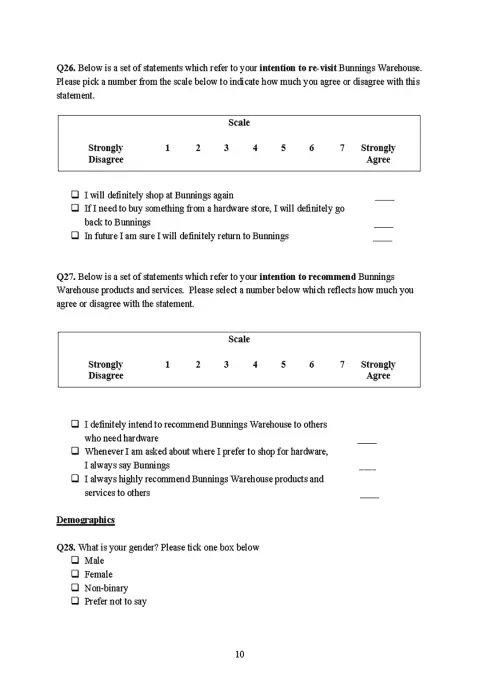 Q26. Below is a set of statements which refer to your intention to re-visit Bunnings Warehouse.
Please pick a number from the scale below to indicate how much you agree or disagree with this
statement.
Scale
Strongly 1 2 3 4 5 6 7 Strongly
Disagree Agree
❑ I will definitely shop at Bunnings again ____
❑ If I need to buy something from a hardware store, I will definitely go
back to Bunnings ____
❑ In future I am sure I will definitely return to Bunnings ____
Q27. Below is a set of statements which refer to your intention to recommend Bunnings
Warehouse products and services. Please select a number below which reflects how much you
agree or disagree with the statement.
Scale
Strongly 1 2 3 4 5 6 7 Strongly
Disagree Agree
❑ I definitely intend to recommend Bunnings Warehouse to others
who need hardware ____
❑ Whenever I am asked about where I prefer to shop for hardware,
I always say Bunnings ____
❑ I always highly recommend Bunnings Warehouse products and
services to others ____
Demographics
Q28. What is your gender? Please tick one box below
❑ Male
❑ Female
❑ Non-binary
❑ Prefer not to say
10